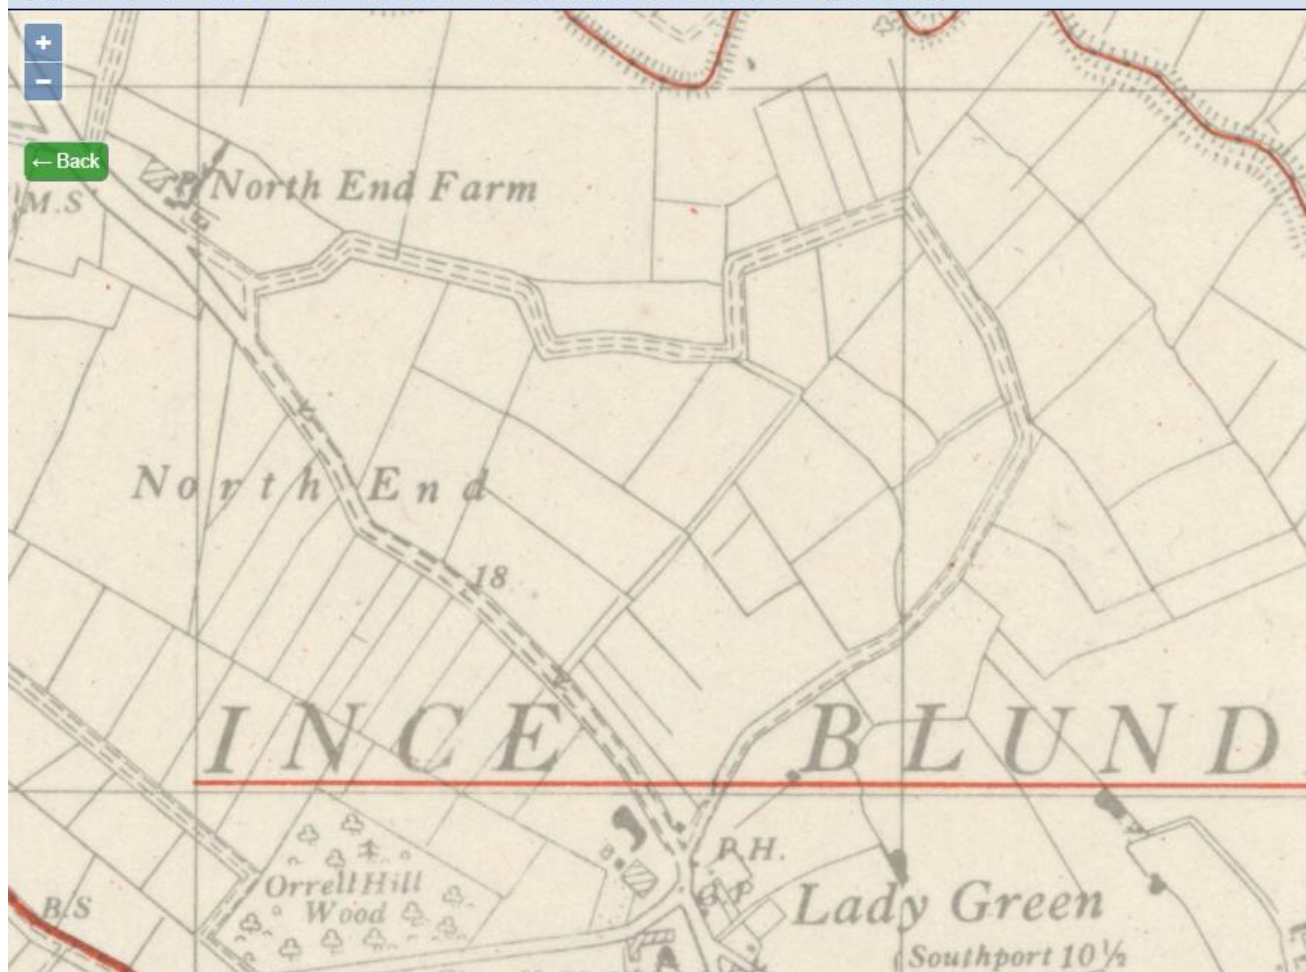 +
−
← Back
North End Farm
M.S
North End
18
INCE BLUND
P.H.
G.P
Orrell Hill
Wood
B.S
Lady Green
Southport 10½